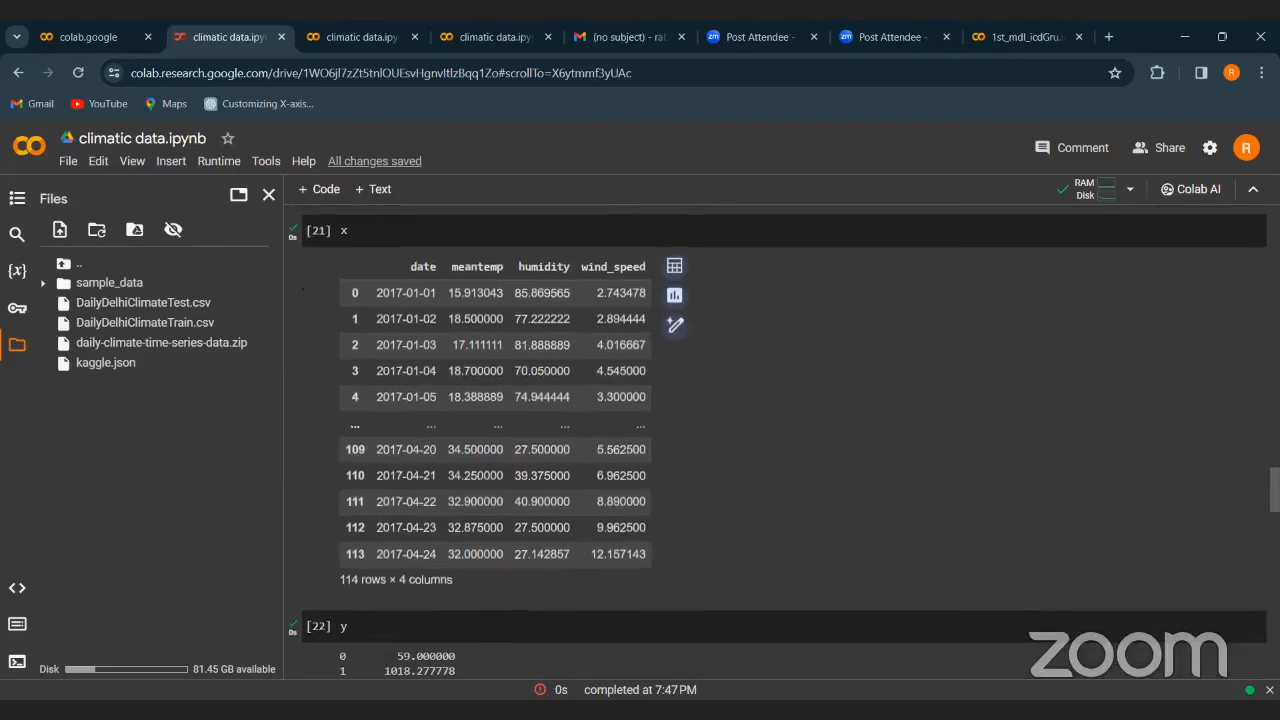 colab.google
climatic data.ipyn
climatic data.ipyn
climatic data.ipyn
(no subject) - ra
zm Post Attendee -
zm Post Attendee -
1st_mdl_icdGru.i
colab.research.google.com/drive/1WO6jl7zZt5tnlOUEsvHgnvItlzBqq1Zo#scrollTo=X6ytmmf3yUAc
R
Gmail YouTube Maps Customizing X-axis...
climatic data.ipynb
Comment Share R
File Edit View Insert Runtime Tools Help All changes saved
Files
+ Code + Text
RAM
Disk
Colab AI
..
sample_data
DailyDelhiClimateTest.csv
DailyDelhiClimateTrain.csv
daily-climate-time-series-data.zip
kaggle.json
{x}
Disk 81.45 GB available
0s [21] x
date meantemp humidity wind_speed
0 2017-01-01 15.913043 85.869565 2.743478
1 2017-01-02 18.500000 77.222222 2.894444
2 2017-01-03 17.111111 81.888889 4.016667
3 2017-01-04 18.700000 70.050000 4.545000
4 2017-01-05 18.388889 74.944444 3.300000
... ... ... ... ...
109 2017-04-20 34.500000 27.500000 5.562500
110 2017-04-21 34.250000 39.375000 6.962500
111 2017-04-22 32.900000 40.900000 8.890000
112 2017-04-23 32.875000 27.500000 9.962500
113 2017-04-24 32.000000 27.142857 12.157143
114 rows × 4 columns
0s [22] y
0 59.000000
1 1018.277778
0s completed at 7:47 PM
zoom